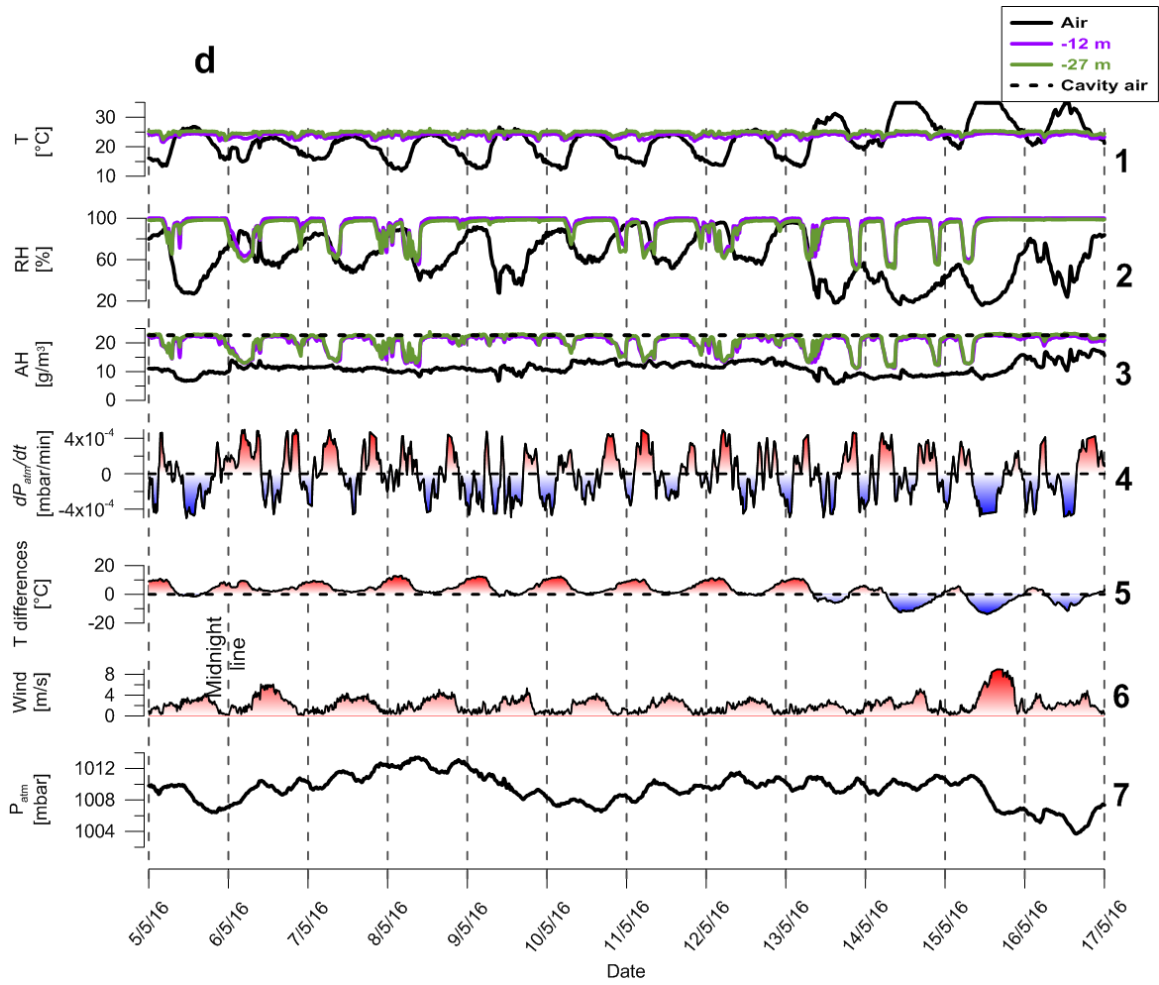 d
Air
-12 m
-27 m
Cavity air
T
[°C]
30
20
10
1
RH
[%]
100
60
20
2
AH
[g/m³]
20
10
0
3
dPatm/dt
[mbar/min]
4x10⁻⁴
0
-4x10⁻⁴
4
T differences
[°C]
20
0
-20
5
Midnight
line
Wind
[m/s]
8
4
0
6
Patm
[mbar]
1012
1008
1004
7
5/5/16
6/5/16
7/5/16
8/5/16
9/5/16
10/5/16
11/5/16
12/5/16
13/5/16
14/5/16
15/5/16
16/5/16
17/5/16
Date